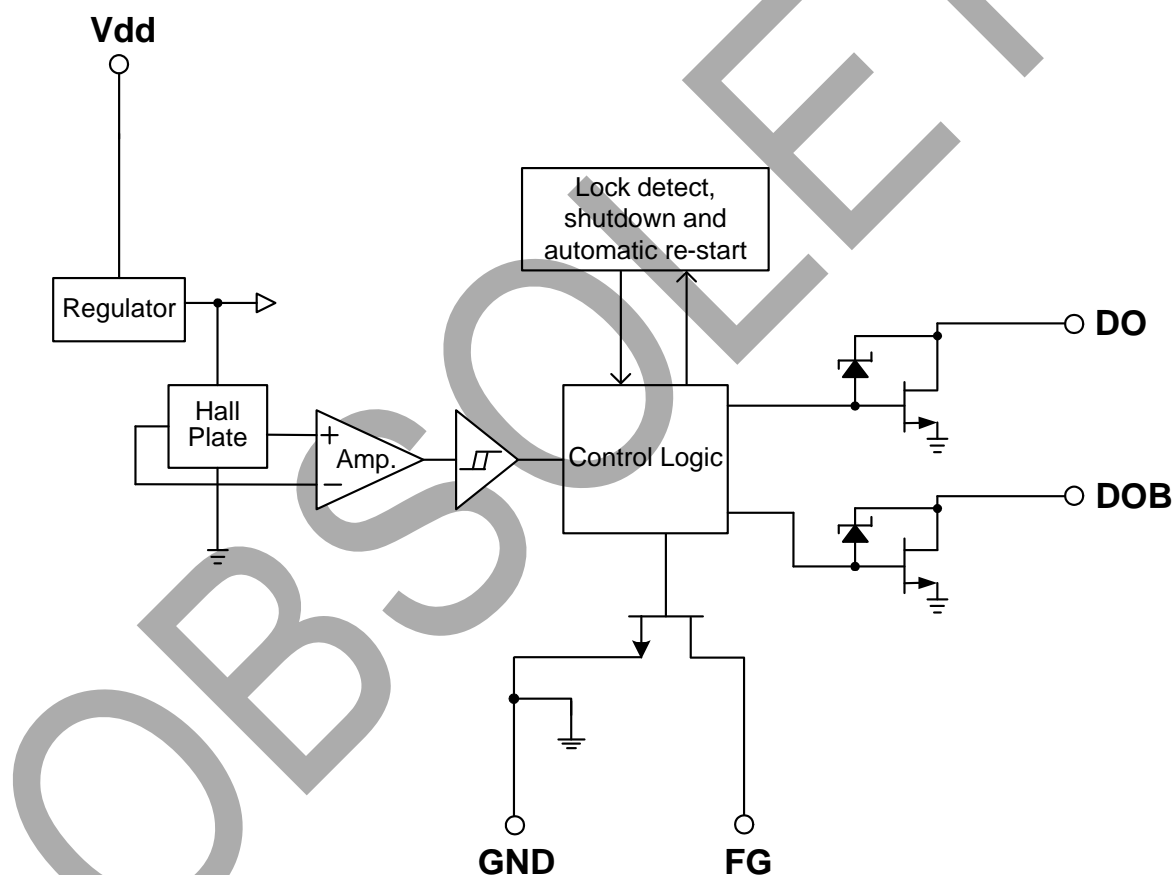 Vdd
Lock detect,
shutdown and
automatic re-start
Regulator
DO
Hall
Plate
+
Amp.
−
Control Logic
DOB
GND
FG
OBSOLETE